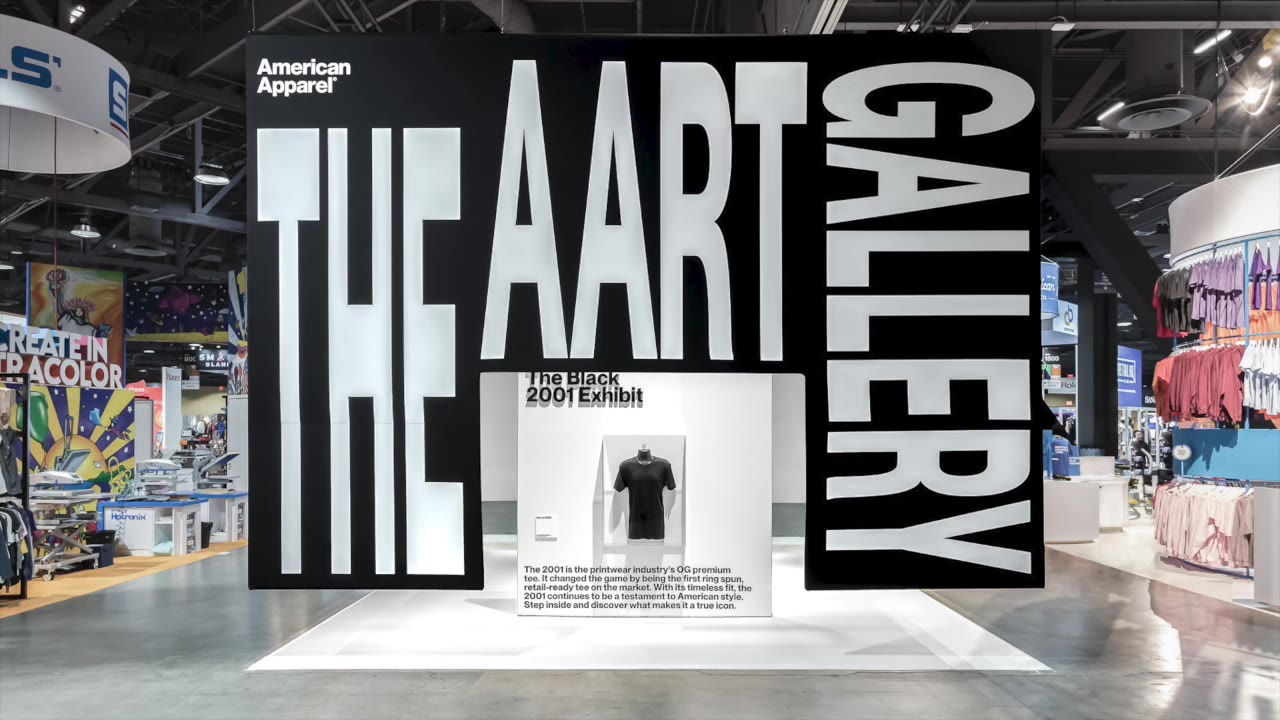 American
Apparel®
THE
AART
GALLERY
The Black
2001 Exhibit
The 2001 is the printwear industry's OG premium
tee. It changed the game by being the first ring spun,
retail-ready tee on the market. With its timeless fit, the
2001 continues to be a testament to American style.
Step inside and discover what makes it a true icon.
LS'
S
CREATE IN
TRACOLOR
Hotronix